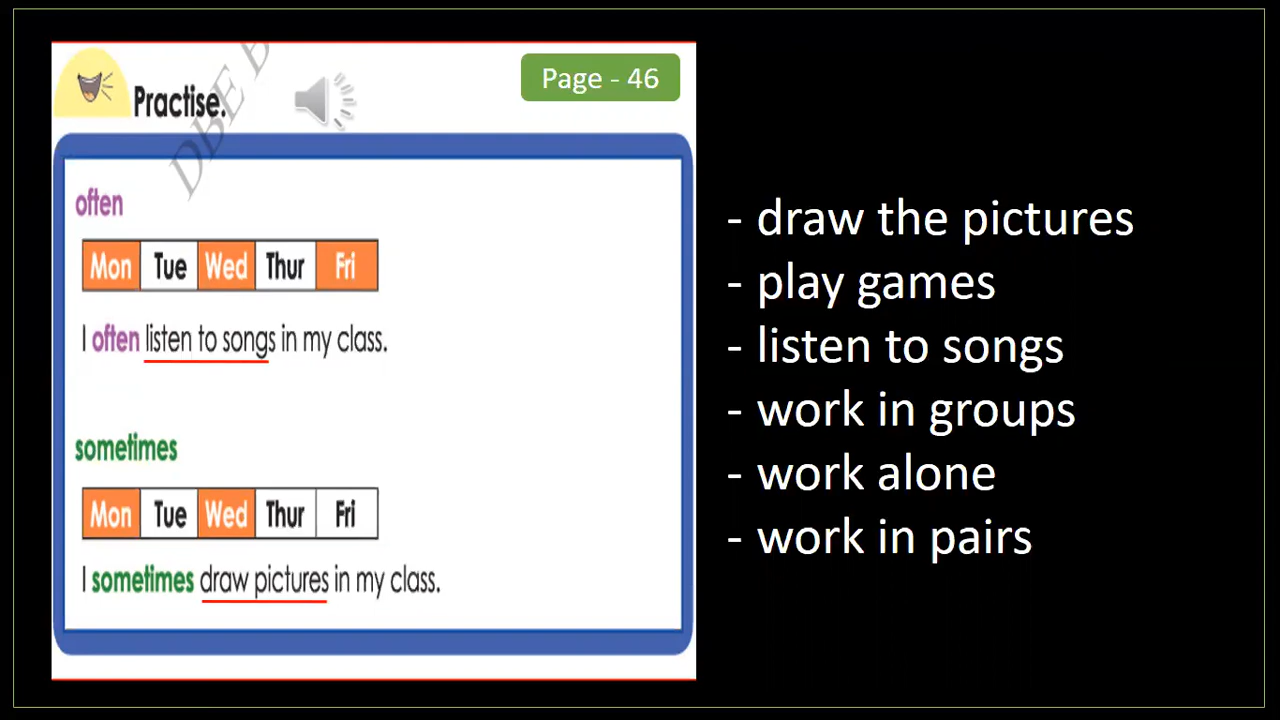 Practise.
DBE B
Page - 46
often
Mon Tue Wed Thur Fri
I often listen to songs in my class.
sometimes
Mon Tue Wed Thur Fri
I sometimes draw pictures in my class.
- draw the pictures
- play games
- listen to songs
- work in groups
- work alone
- work in pairs